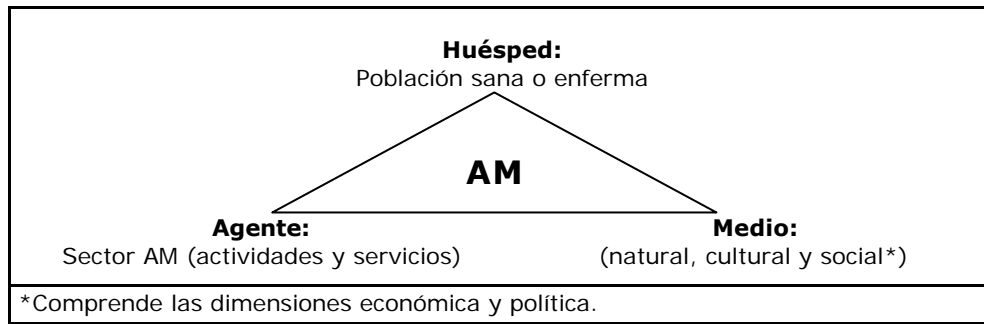 Huésped:
Población sana o enferma
AM
Agente:
Medio:
Sector AM (actividades y servicios)
(natural, cultural y social*)
*Comprende las dimensiones económica y política.